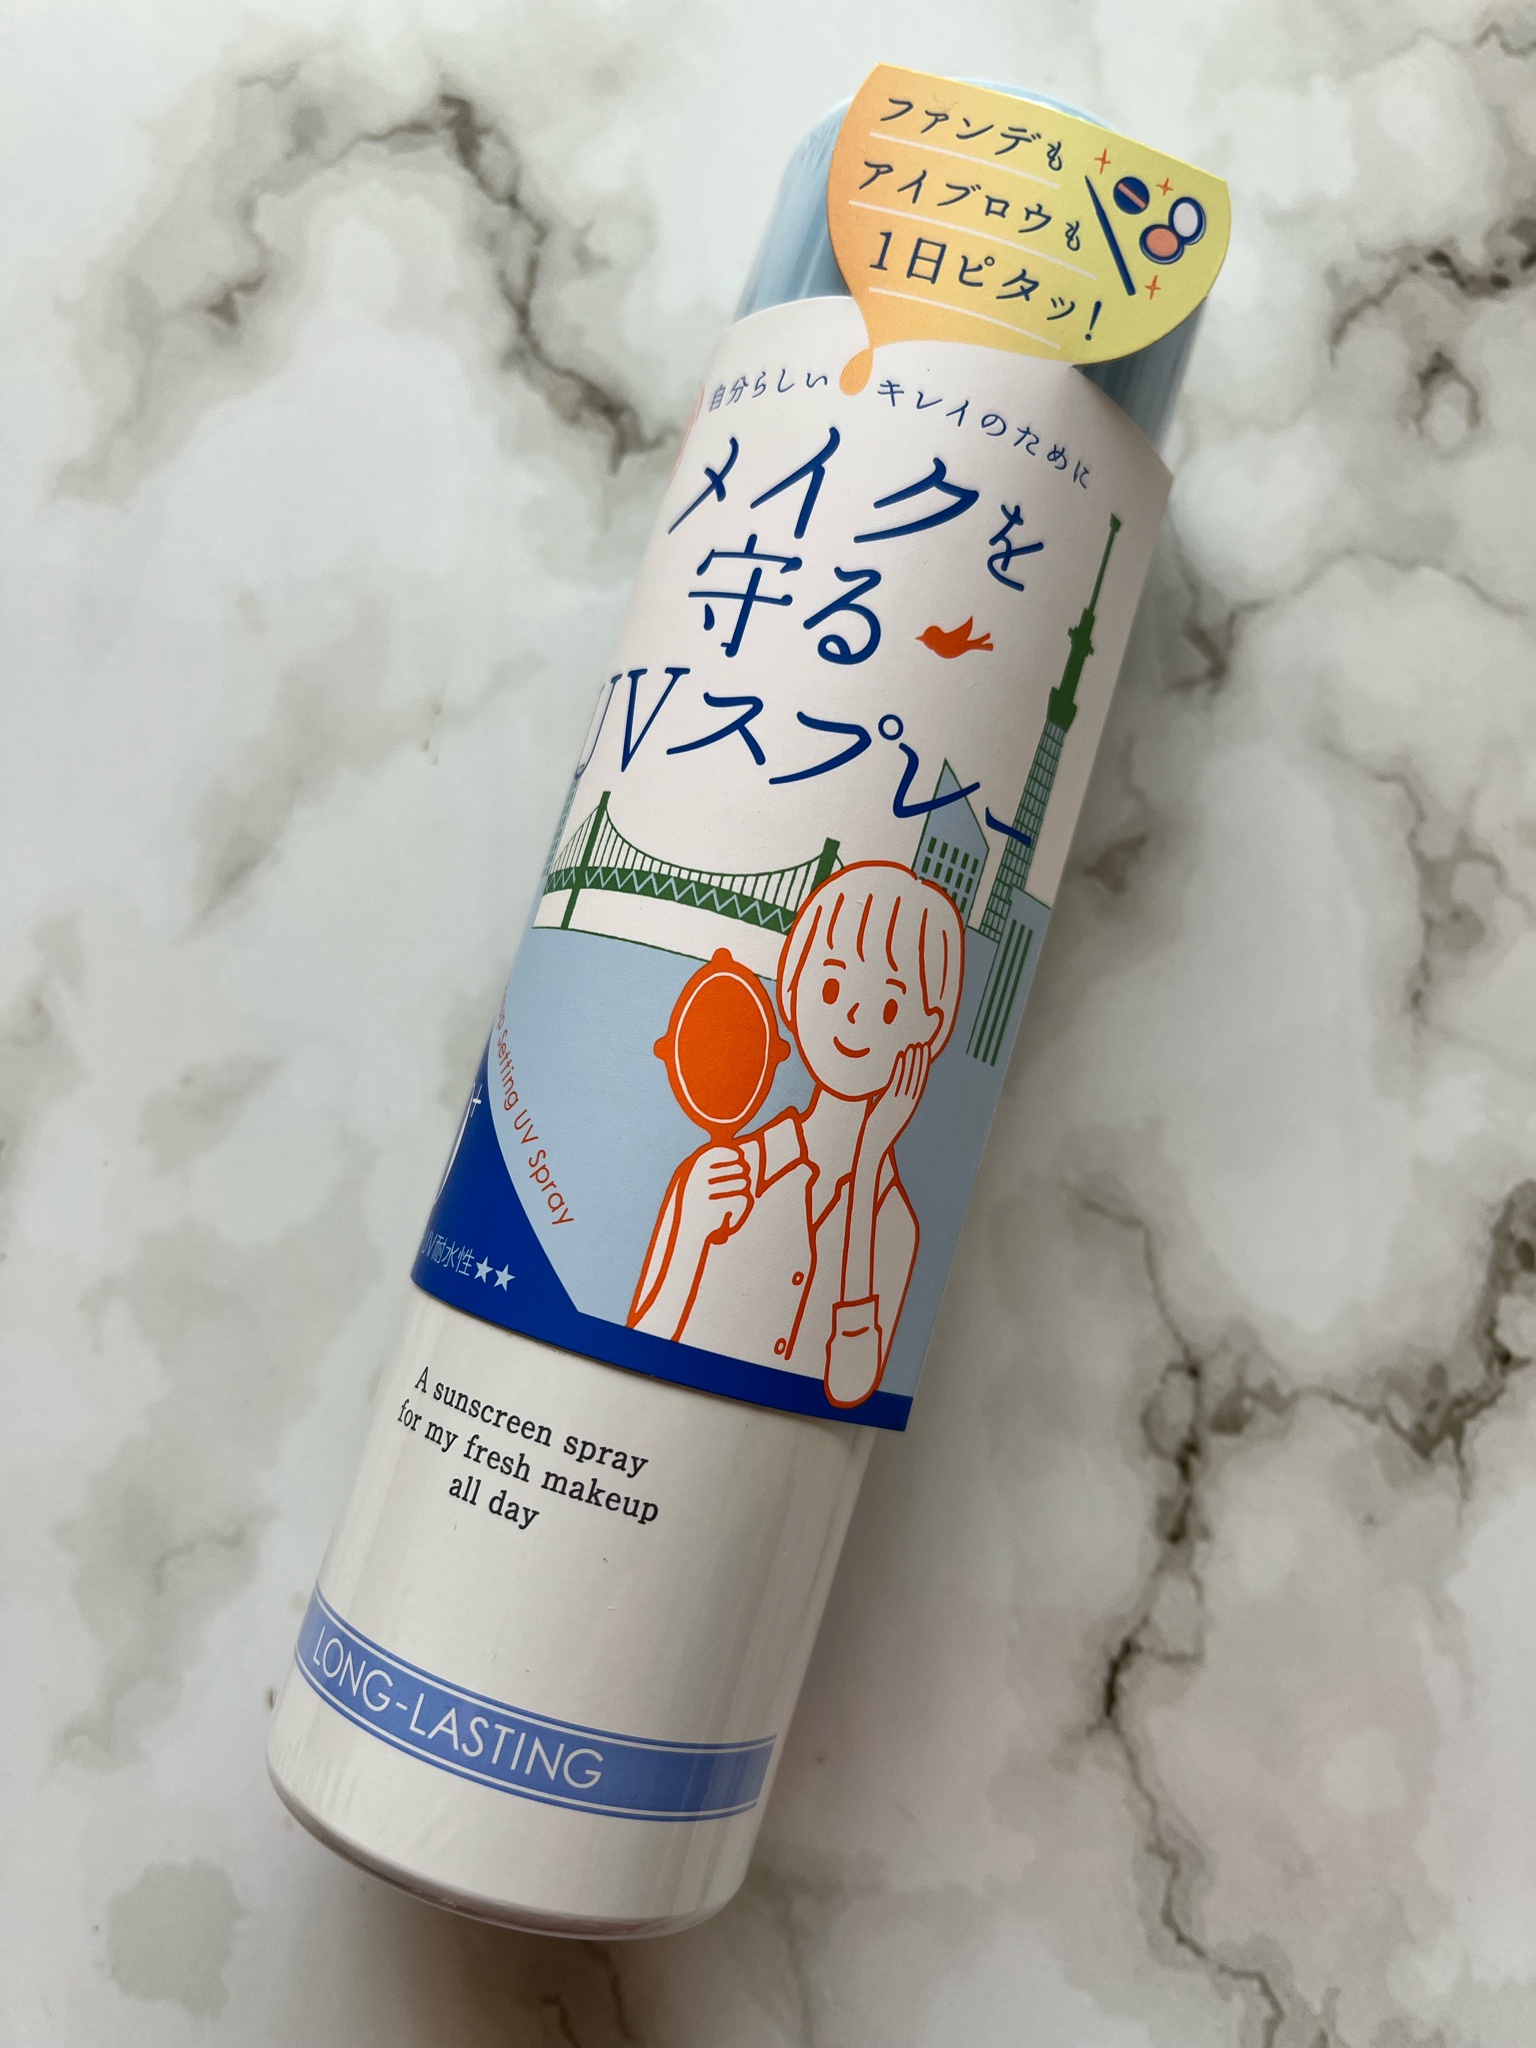 ファンデも
アイブロウも
1日ピタッ!
自分らしい キレイのために
メイクを
守る
UVスプレー
Setting UV Spray
UV耐水性★★
A sunscreen spray
for my fresh makeup
all day
LONG-LASTING